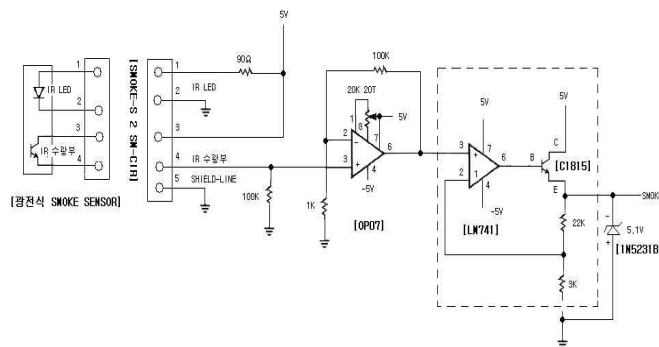 5V
[SMOKE-S 2 SM-CIR]
1
90Ω
100K
IR LED
1
2
IR LED
20K 20T
5V
5V
5V
2
3
3
1
8
7
5V
2
6
3
7
6
B
C
[C1815]
IR 수광부
4
4
IR 수광부
3
4
-5V
2
1
4
-5V
E
SMOK
5
SHIELD-LINE
100K
1K
[OP07]
[LM741]
22K
5.1V
[1N5231B
[광전식 SMOKE SENSOR]
3K